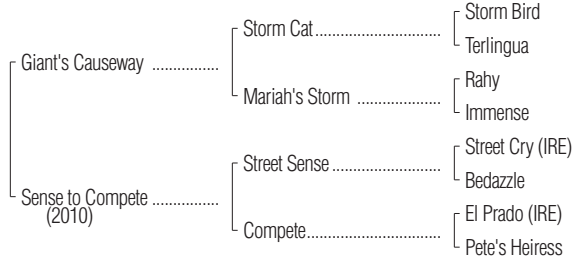 Storm Bird
Storm Cat
Terlingua
Giant's Causeway
Rahy
Mariah's Storm
Immense
Street Cry (IRE)
Street Sense
Bedazzle
Sense to Compete
(2010)
El Prado (IRE)
Compete
Pete's Heiress